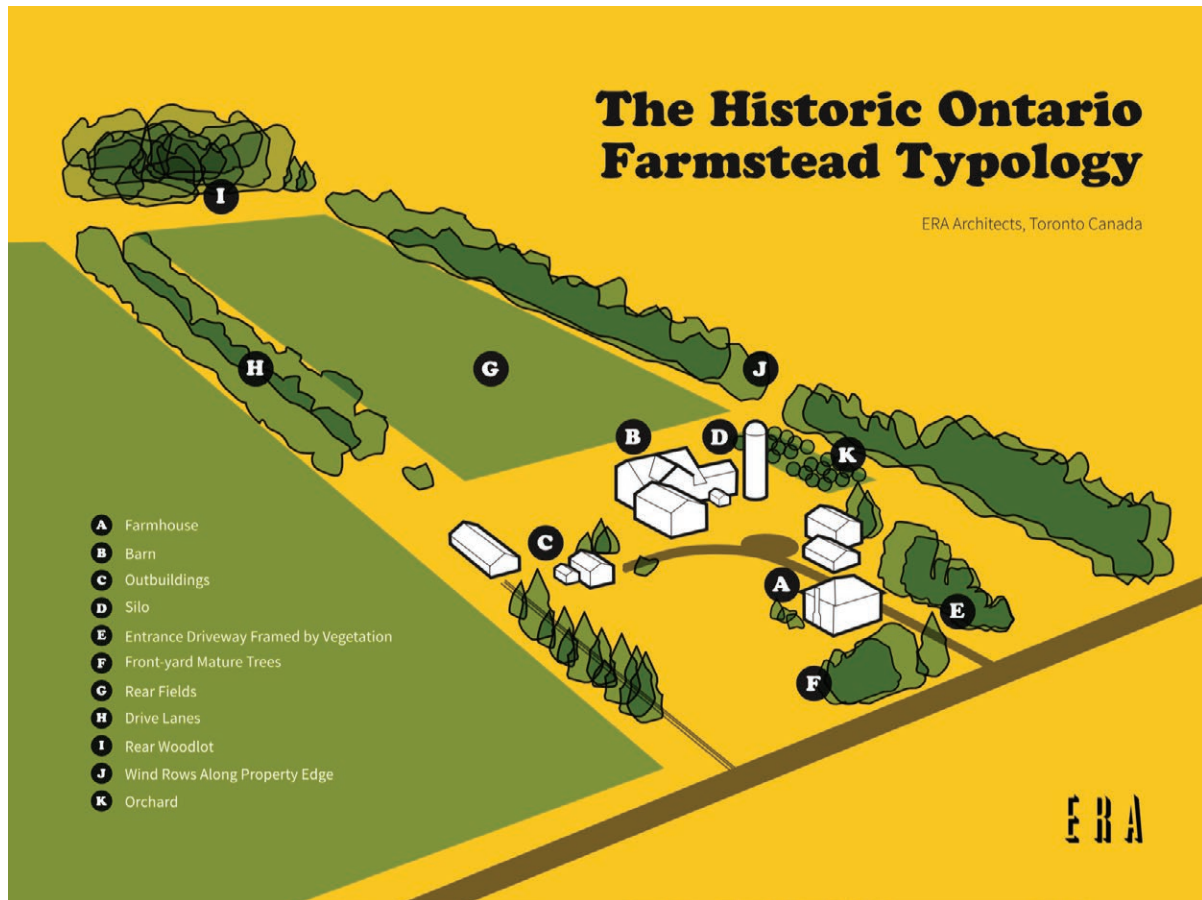 The Historic Ontario
Farmstead Typology
ERA Architects, Toronto Canada
I
J
H
G
B
D
K
C
A
E
F
A Farmhouse
B Barn
C Outbuildings
D Silo
E Entrance Driveway Framed by Vegetation
F Front-yard Mature Trees
G Rear Fields
H Drive Lanes
I Rear Woodlot
J Wind Rows Along Property Edge
K Orchard
ERA